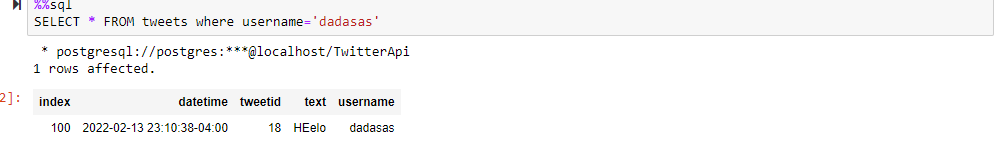 %%sql
SELECT * FROM tweets where username='dadasas'
* postgresql://postgres:***@localhost/TwitterApi
1 rows affected.
2]:
index datetime tweetid text username
100 2022-02-13 23:10:38-04:00 18 HEelo dadasas